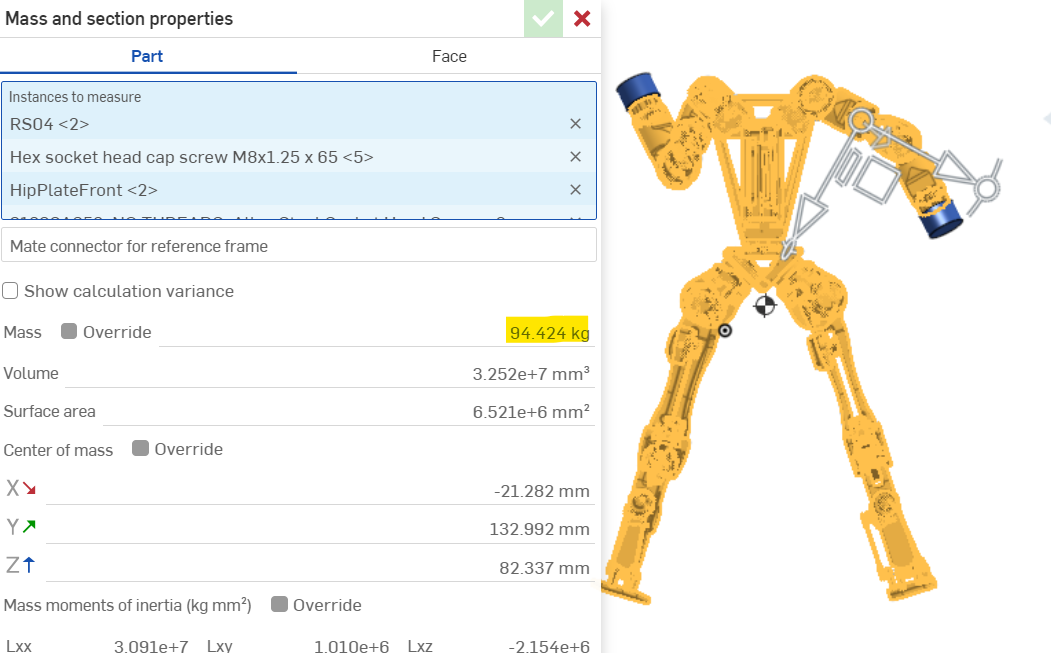 Mass and section properties
Part Face
Instances to measure
RS04 <2>
Hex socket head cap screw M8x1.25 x 65 <5>
HipPlateFront <2>
Mate connector for reference frame
Show calculation variance
Mass Override 94.424 kg
Volume 3.252e+7 mm³
Surface area 6.521e+6 mm²
Center of mass Override
X -21.282 mm
Y 132.992 mm
Z 82.337 mm
Mass moments of inertia (kg mm²) Override
Lxx 3.091e+7 Lxy 1.010e+6 Lxz -2.154e+6